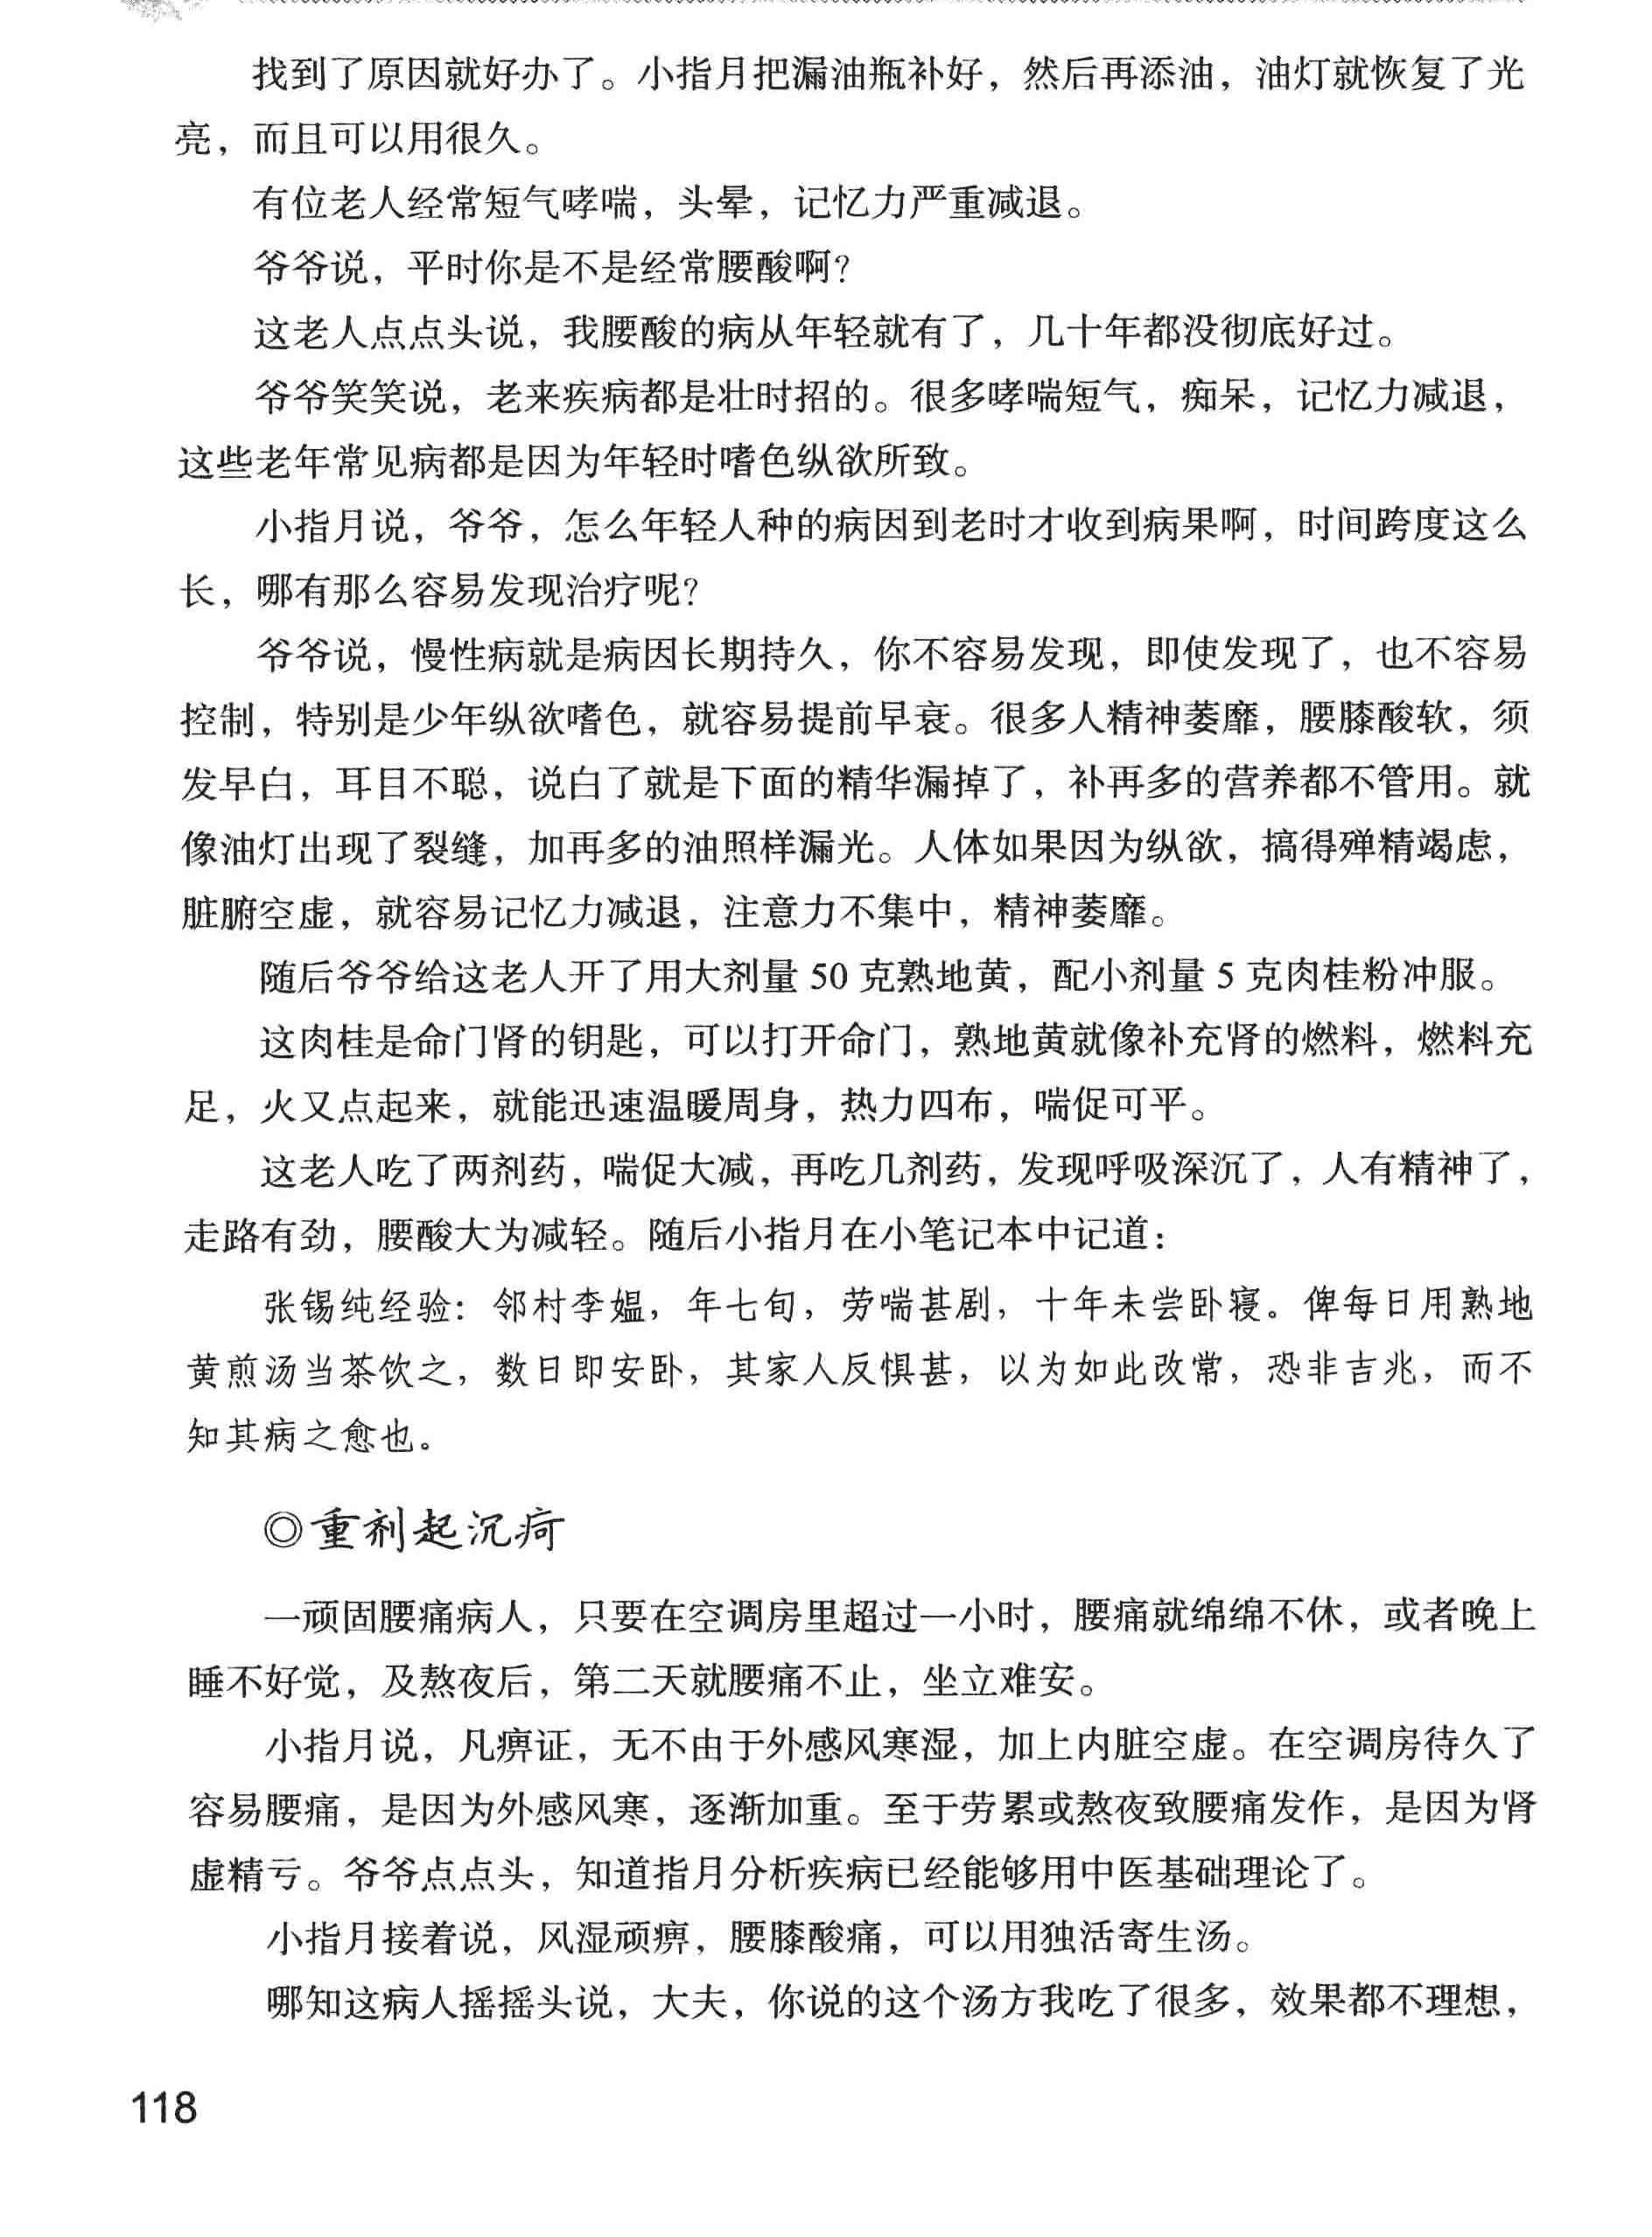 找到了原因就好办了。小指月把漏油瓶补好，然后再添油，油灯就恢复了光
亮，而且可以用很久。
有位老人经常短气哮喘，头晕，记忆力严重减退。
爷爷说，平时你是不是经常腰酸啊？
这老人点点头说，我腰酸的病从年轻就有了，几十年都没彻底好过。
爷爷笑笑说，老来疾病都是壮时招的。很多哮喘短气，痴呆，记忆力减退，
这些老年常见病都是因为年轻时嗜色纵欲所致。
小指月说，爷爷，怎么年轻人种的病因到老时才收到病果啊，时间跨度这么
长，哪有那么容易发现治疗呢？
爷爷说，慢性病就是病因长期持久，你不容易发现，即使发现了，也不容易
控制，特别是少年纵欲嗜色，就容易提前早衰。很多人精神萎靡，腰膝酸软，须
发早白，耳目不聪，说白了就是下面的精华漏掉了，补再多的营养都不管用。就
像油灯出现了裂缝，加再多的油照样漏光。人体如果因为纵欲，搞得殚精竭虑，
脏腑空虚，就容易记忆力减退，注意力不集中，精神萎靡。
随后爷爷给这老人开了用大剂量 50 克熟地黄，配小剂量 5 克肉桂粉冲服。
这肉桂是命门肾的钥匙，可以打开命门，熟地黄就像补充肾的燃料，燃料充
足，火又点起来，就能迅速温暖周身，热力四布，喘促可平。
这老人吃了两剂药，喘促大减，再吃几剂药，发现呼吸深沉了，人有精神了，
走路有劲，腰酸大为减轻。随后小指月在小笔记本中记道：
张锡纯经验：邻村李媪，年七旬，劳喘甚剧，十年未尝卧寝。俾每日用熟地
黄煎汤当茶饮之，数日即安卧，其家人反惧甚，以为如此改常，恐非吉兆，而不
知其病之愈也。
◎重剂起沉疴
一顽固腰痛病人，只要在空调房里超过一小时，腰痛就绵绵不休，或者晚上
睡不好觉，及熬夜后，第二天就腰痛不止，坐立难安。
小指月说，凡痹证，无不由于外感风寒湿，加上内脏空虚。在空调房待久了
容易腰痛，是因为外感风寒，逐渐加重。至于劳累或熬夜致腰痛发作，是因为肾
虚精亏。爷爷点点头，知道指月分析疾病已经能够用中医基础理论了。
小指月接着说，风湿顽痹，腰膝酸痛，可以用独活寄生汤。
哪知这病人摇摇头说，大夫，你说的这个汤方我吃了很多，效果都不理想，
118